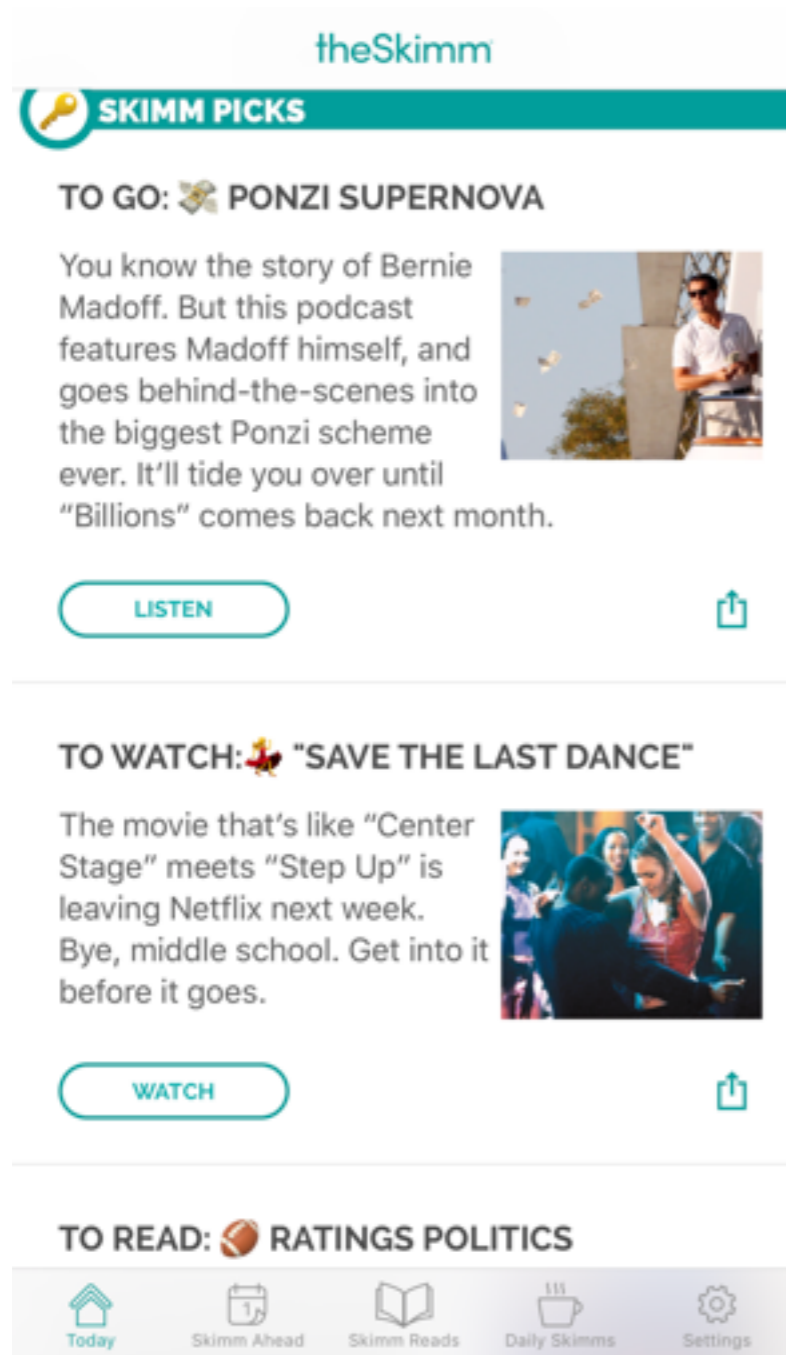 theSkimm
SKIMM PICKS
TO GO: 💸 PONZI SUPERNOVA
You know the story of Bernie
Madoff. But this podcast
features Madoff himself, and
goes behind-the-scenes into
the biggest Ponzi scheme
ever. It’ll tide you over until
“Billions” comes back next month.
LISTEN
TO WATCH:💃 "SAVE THE LAST DANCE"
The movie that’s like “Center
Stage” meets “Step Up” is
leaving Netflix next week.
Bye, middle school. Get into it
before it goes.
WATCH
TO READ: 🏈 RATINGS POLITICS
1
Today Skimm Ahead Skimm Reads Daily Skimms Settings